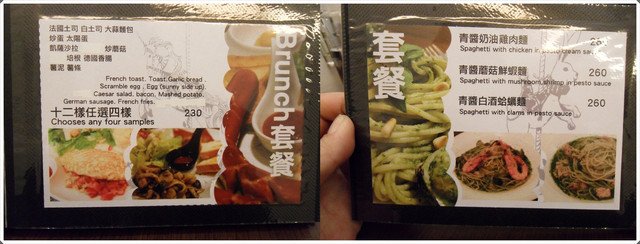 法國土司 白土司 大蒜麵包
炒蛋 太陽蛋
凱薩沙拉 炒蘑菇
培根 德國香腸
薯泥 薯條
French toast. Toast. Garlic bread
Scramble egg . Egg (sunny side up)
Caesar salad. bacon. Mashed potato.
German sausage. French fries.
十二樣任選四樣 230
Chooses any four samples
Brunch套餐
套餐
青醬奶油雞肉麵 260
Spaghetti with chicken in pesto cream sauce
青醬蘑菇鮮蝦麵 260
Spaghetti with mushroom shrimp in pesto sauce
青醬白酒蛤蠣麵 260
Spaghetti with clams in pesto sauce